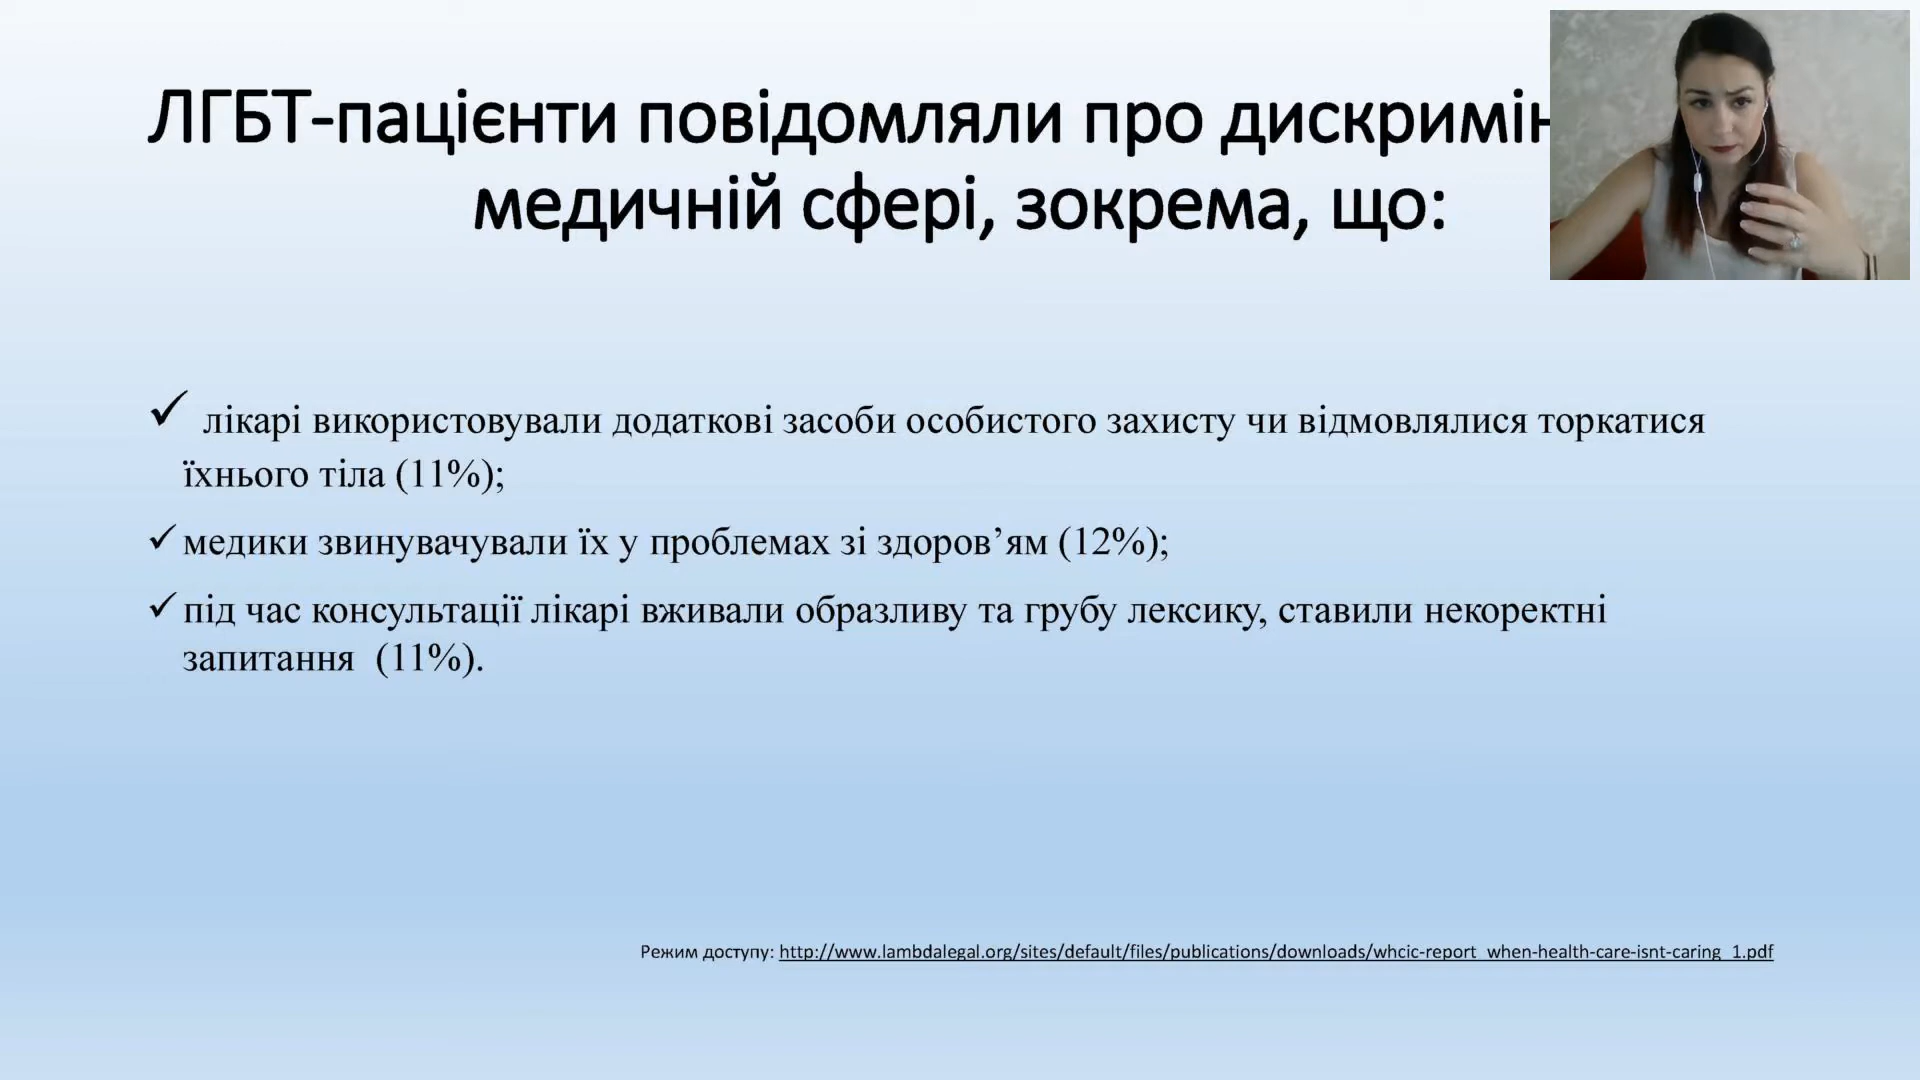 ЛГБТ-пацієнти повідомляли про
медичній сфері, зокрема, що:
✓ лікарі використовували додаткові засоби особистого захисту чи відмовлялися торкатися
їхнього тіла (11%);
✓ медики звинувачували їх у проблемах зі здоров’ям (12%);
✓ під час консультації лікарі вживали образливу та грубу лексику, ставили некоректні
запитання (11%).
Режим доступу: http://www.lambdalegal.org/sites/default/files/publications/downloads/whcic-report_when-health-care-isnt-caring_1.pdf